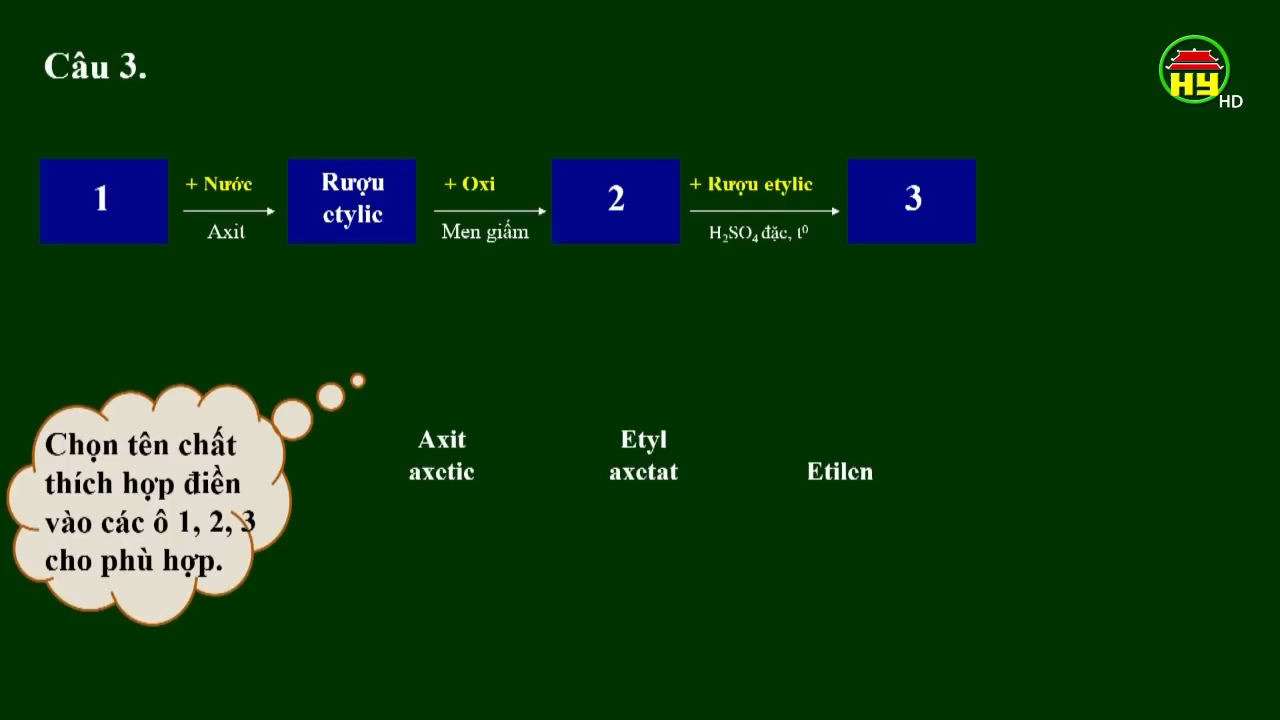 Câu 3.
HY
HD
1
+ Nước
Axit
Rượu
etylic
+ Oxi
Men giấm
2
+ Rượu etylic
H₂SO₄ đặc, t⁰
3
Chọn tên chất
thích hợp điền
vào các ô 1, 2, 3
cho phù hợp.
Axit
axetic
Etyl
axetat
Etilen